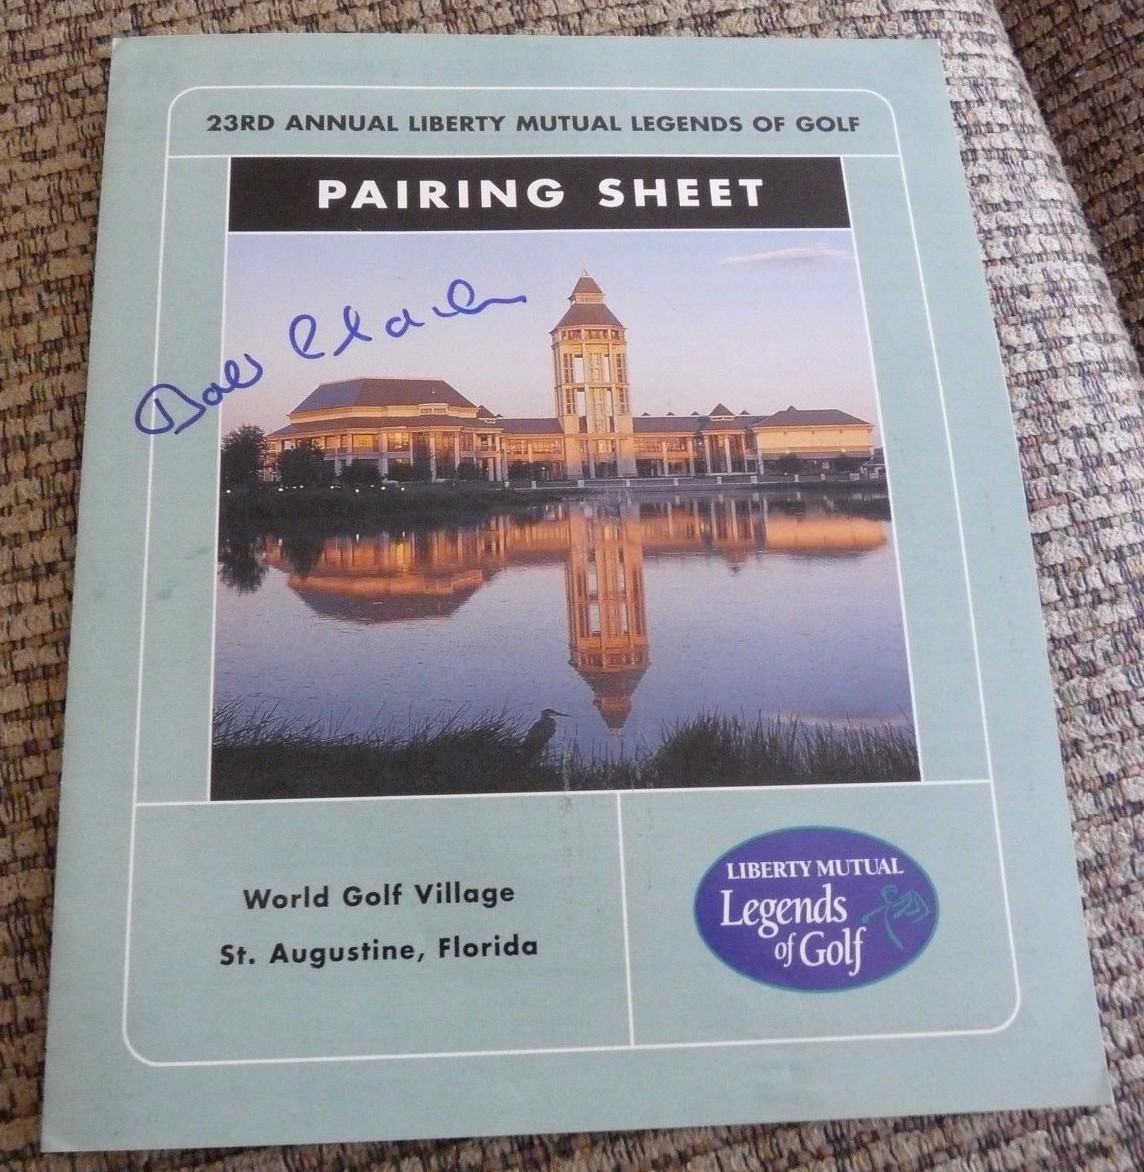 23RD ANNUAL LIBERTY MUTUAL LEGENDS OF GOLF
PAIRING SHEET
World Golf Village
St. Augustine, Florida
LIBERTY MUTUAL
Legends
of Golf